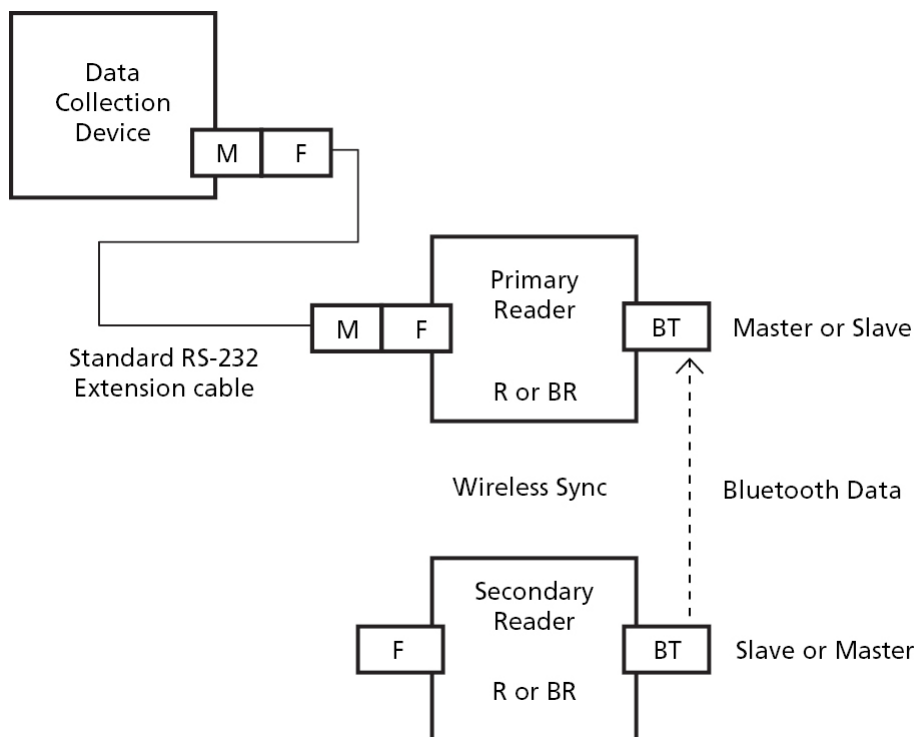 Data
Collection
Device
M F
Primary
Reader
M F
BT
Master or Slave
Standard RS-232
Extension cable
R or BR
Wireless Sync
Bluetooth Data
Secondary
Reader
F
BT
Slave or Master
R or BR